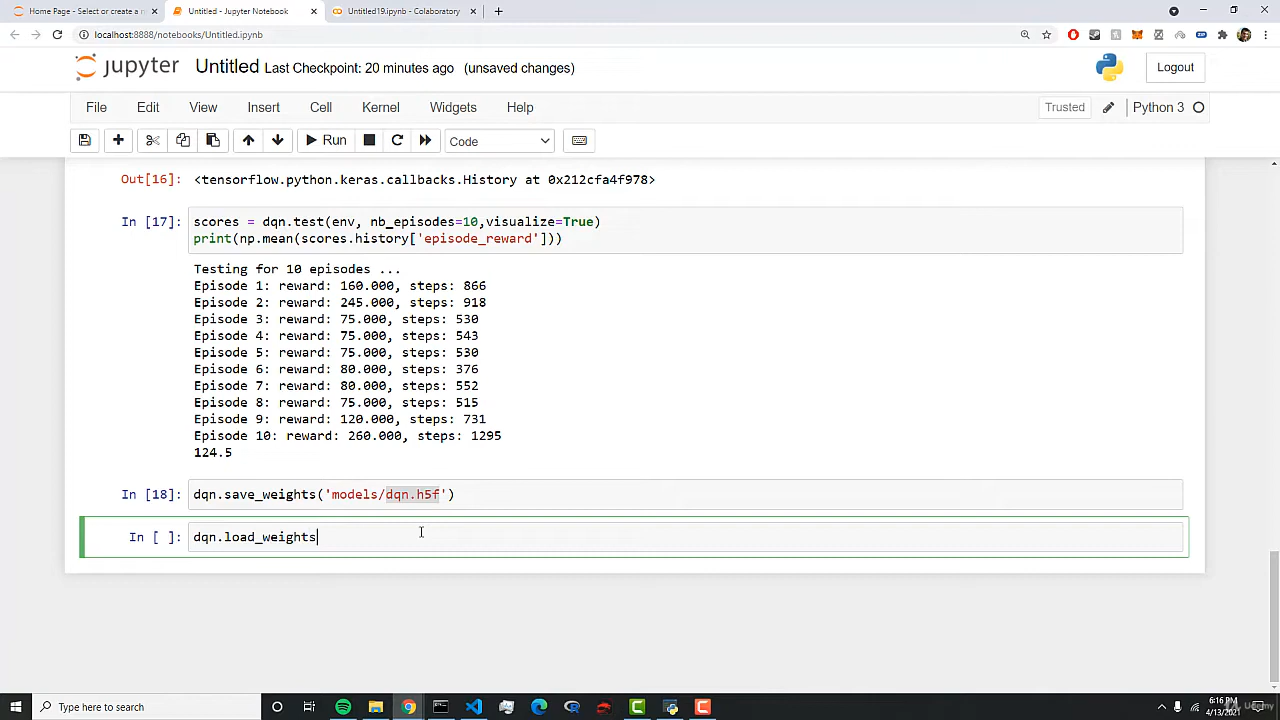 Home Page - Select or create a n
Untitled - Jupyter Notebook
Untitled19.ipynb - Colaboratory
localhost:8888/notebooks/Untitled.ipynb
jupyter Untitled Last Checkpoint: 20 minutes ago (unsaved changes)
Logout
File Edit View Insert Cell Kernel Widgets Help
Trusted
Python 3
Run
Code
Out[16]: <tensorflow.python.keras.callbacks.History at 0x212cfa4f978>
In [17]: scores = dqn.test(env, nb_episodes=10,visualize=True)
print(np.mean(scores.history['episode_reward']))
Testing for 10 episodes ...
Episode 1: reward: 160.000, steps: 866
Episode 2: reward: 245.000, steps: 918
Episode 3: reward: 75.000, steps: 530
Episode 4: reward: 75.000, steps: 543
Episode 5: reward: 75.000, steps: 530
Episode 6: reward: 80.000, steps: 376
Episode 7: reward: 80.000, steps: 552
Episode 8: reward: 75.000, steps: 515
Episode 9: reward: 120.000, steps: 731
Episode 10: reward: 260.000, steps: 1295
124.5
In [18]: dqn.save_weights('models/dqn.h5f')
In [ ]: dqn.load_weights
Type here to search
6:16 PM
4/13/2021
Udemy